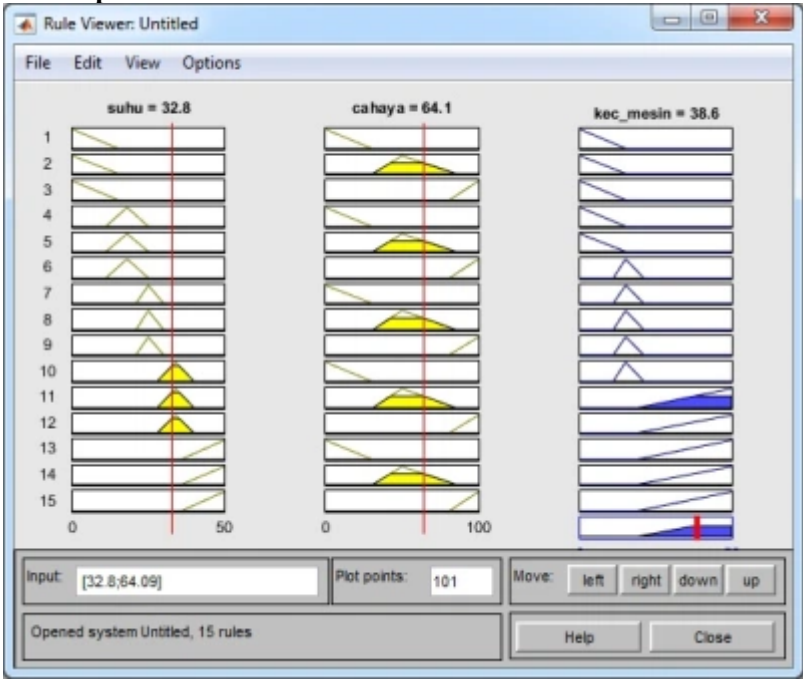 Rule Viewer: Untitled
File Edit View Options
suhu = 32.8 cahaya = 64.1 kec_mesin = 38.6
1
2
3
4
5
6
7
8
9
10
11
12
13
14
15
0 50 0 100
Input: [32.8;64.09] Plot points: 101 Move: left right down up
Opened system Untitled, 15 rules Help Close